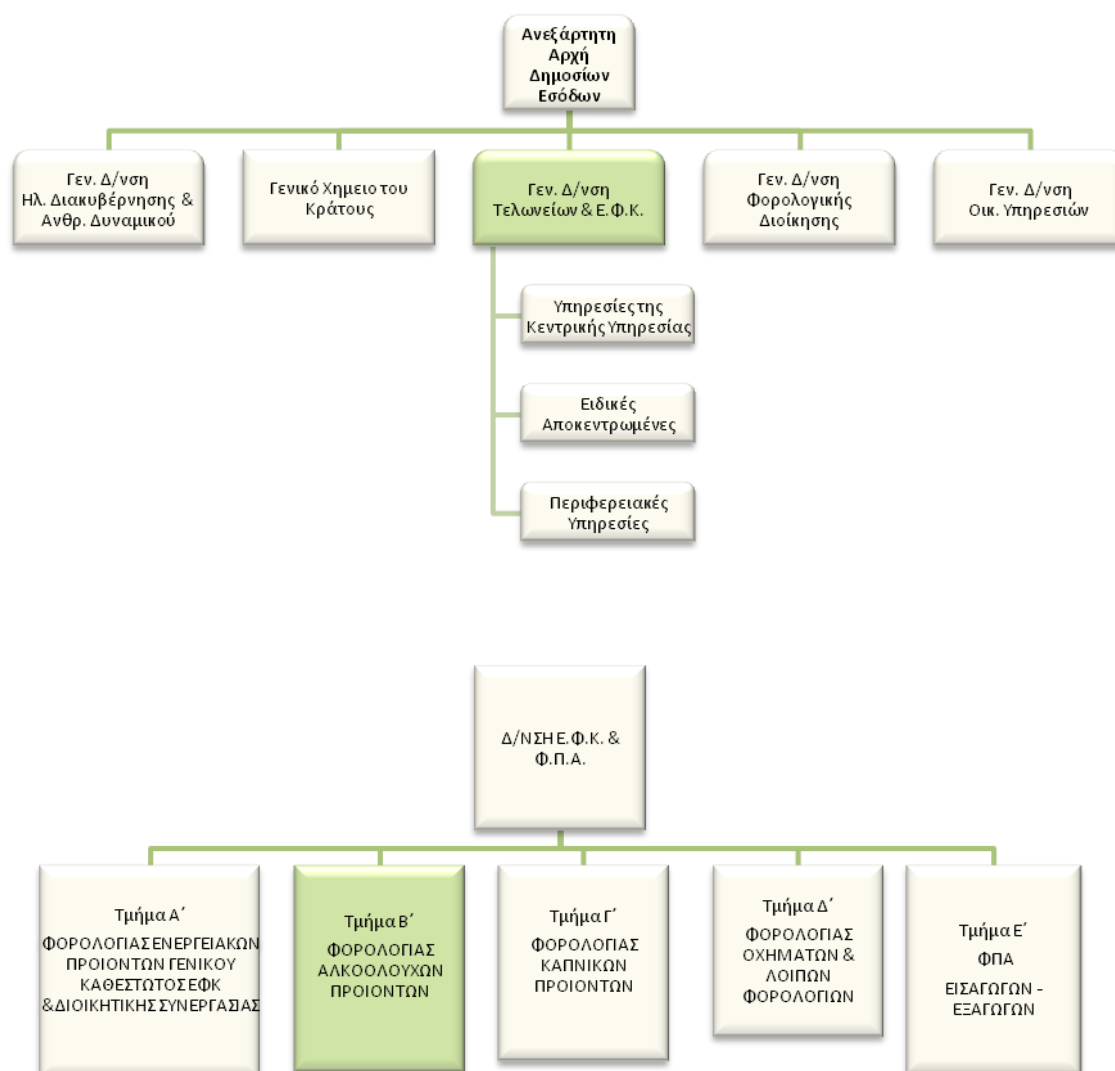 Ανεξάρτητη
Αρχή
Δημοσίων
Εσόδων
Γεν. Δ/νση
Ηλ. Διακυβέρνησης &
Ανθρ. Δυναμικού
Γενικό Χημειο του
Κράτους
Γεν. Δ/νση
Τελωνείων & Ε.Φ.Κ.
Γεν. Δ/νση
Φορολογικής
Διοίκησης
Γεν. Δ/νση
Οικ. Υπηρεσιών
Υπηρεσίες της
Κεντρικής Υπηρεσίας
Ειδικές
Αποκεντρωμένες
Περιφερειακές
Υπηρεσίες
Δ/ΝΣΗ Ε.Φ.Κ. &
Φ.Π.Α.
Τμήμα Α΄
ΦΟΡΟΛΟΓΙΑΣ ΕΝΕΡΓΕΙΑΚΩΝ
ΠΡΟΙΟΝΤΩΝ ΓΕΝΙΚΟΥ
ΚΑΘΕΣΤΩΤΟΣ ΕΦΚ
& ΔΙΟΙΚΗΤΙΚΗΣ ΣΥΝΕΡΓΑΣΙΑΣ
Τμήμα Β΄
ΦΟΡΟΛΟΓΙΑΣ
ΑΛΚΟΟΛΟΥΧΩΝ
ΠΡΟΙΟΝΤΩΝ
Τμήμα Γ΄
ΦΟΡΟΛΟΓΙΑΣ
ΚΑΠΝΙΚΩΝ
ΠΡΟΙΟΝΤΩΝ
Τμήμα Δ΄
ΦΟΡΟΛΟΓΙΑΣ
ΟΧΗΜΑΤΩΝ &
ΛΟΙΠΩΝ
ΦΟΡΟΛΟΓΙΩΝ
Τμήμα Ε΄
ΦΠΑ
ΕΙΣΑΓΩΓΩΝ –
ΕΞΑΓΩΓΩΝ